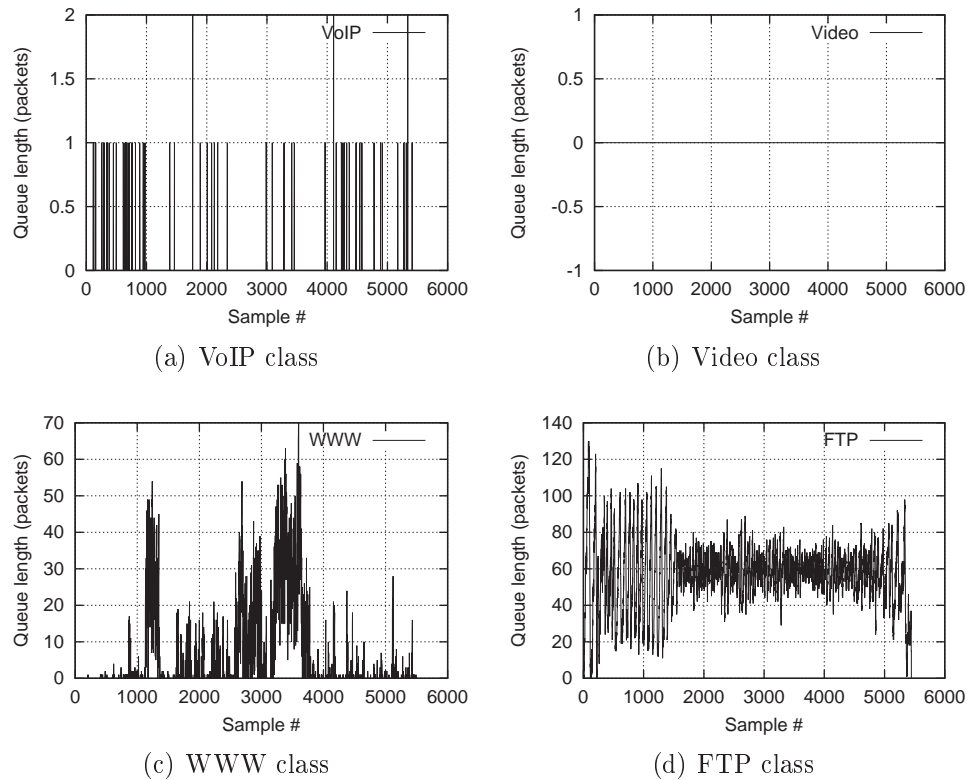 2
1.5
1
0.5
0
Queue length (packets)
VoIP
0 1000 2000 3000 4000 5000 6000
Sample #
(a) VoIP class
1
0.5
0
-0.5
-1
Queue length (packets)
Video
0 1000 2000 3000 4000 5000 6000
Sample #
(b) Video class
70
60
50
40
30
20
10
0
Queue length (packets)
WWW
0 1000 2000 3000 4000 5000 6000
Sample #
(c) WWW class
140
120
100
80
60
40
20
0
Queue length (packets)
FTP
0 1000 2000 3000 4000 5000 6000
Sample #
(d) FTP class